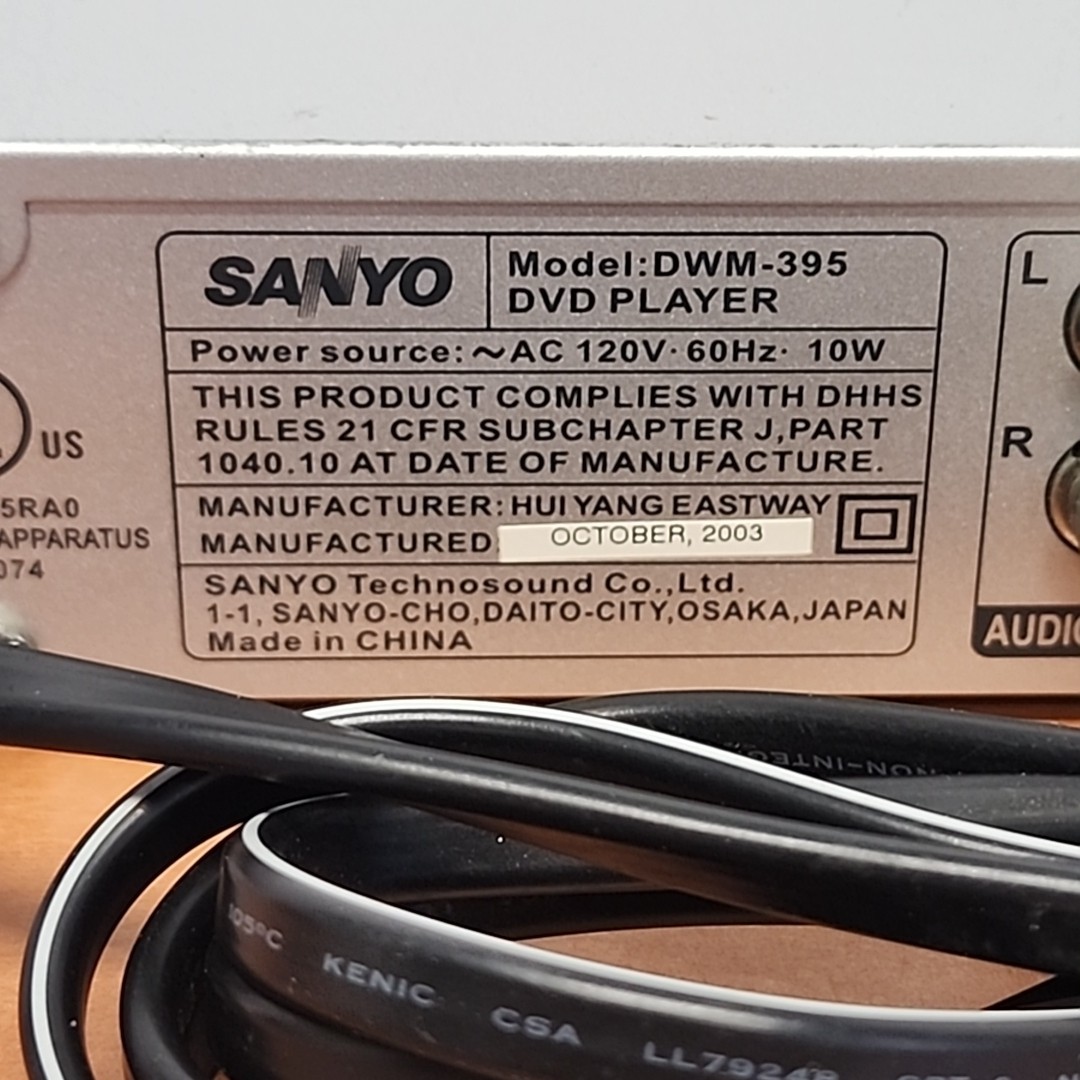 SANYO
Model:DWM-395
DVD PLAYER
Power source:~AC 120V·60Hz· 10W
THIS PRODUCT COMPLIES WITH DHHS
RULES 21 CFR SUBCHAPTER J,PART
1040.10 AT DATE OF MANUFACTURE.
MANUFACTURER: HUI YANG EASTWAY
MANUFACTURED OCTOBER, 2003
SANYO Technosound Co.,Ltd.
1-1, SANYO-CHO,DAITO-CITY,OSAKA,JAPAN
Made in CHINA
US
5RA0
APPARATUS
074
L
R
AUDIO
105°C KENIC CSA